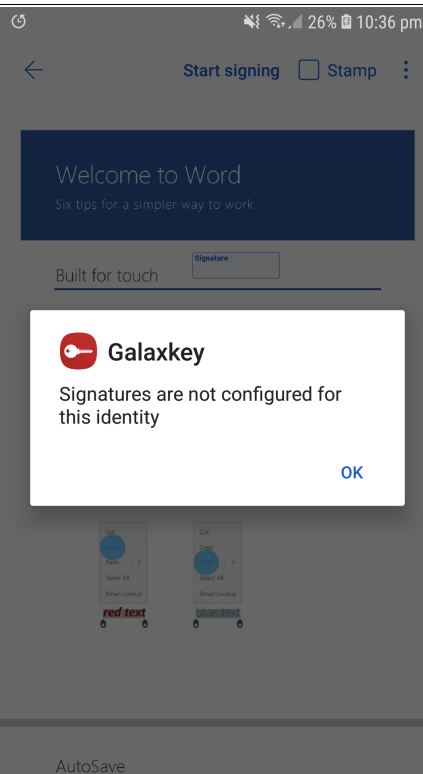 26% 10:36 pm
Start signing Stamp
Welcome to Word
Six tips for a simpler way to work
Signature
Built for touch
Galaxkey
Signatures are not configured for
this identity
OK
Cut Cut
Copy
Paste
Select All Select All
Smart Lookup Smart Lookup
red text blue text
AutoSave